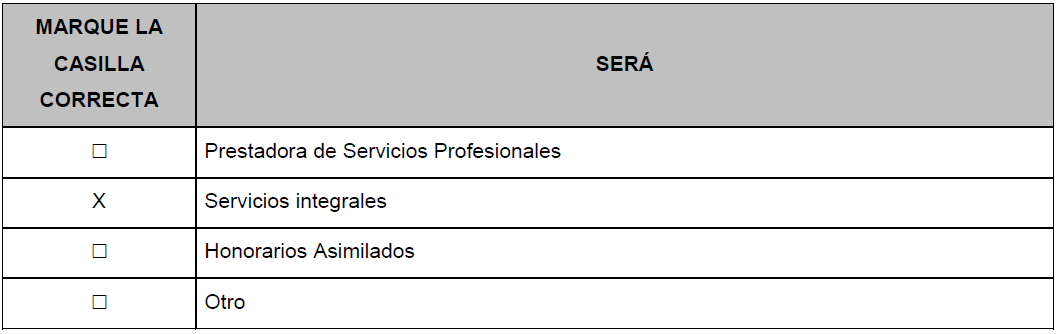 MARQUE LA
CASILLA
CORRECTA
SERÁ
☐ Prestadora de Servicios Profesionales
X Servicios integrales
☐ Honorarios Asimilados
☐ Otro